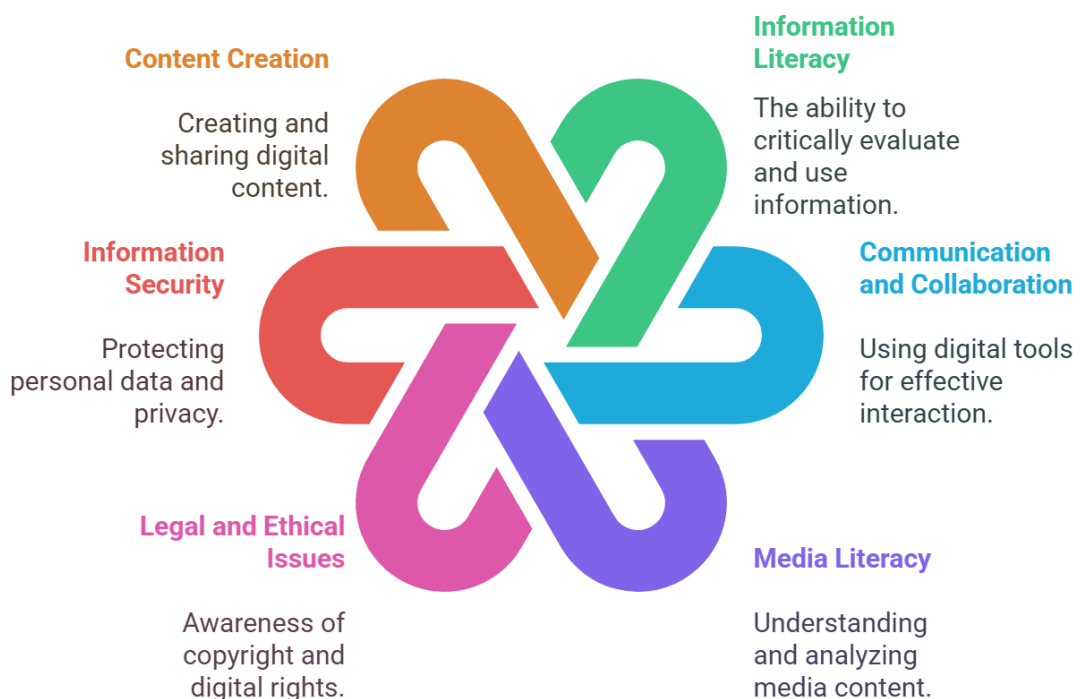 Content Creation
Creating and
sharing digital
content.
Information
Literacy
The ability to
critically evaluate
and use
information.
Information
Security
Protecting
personal data and
privacy.
Communication
and Collaboration
Using digital tools
for effective
interaction.
Legal and Ethical
Issues
Awareness of
copyright and
digital rights.
Media Literacy
Understanding
and analyzing
media content.